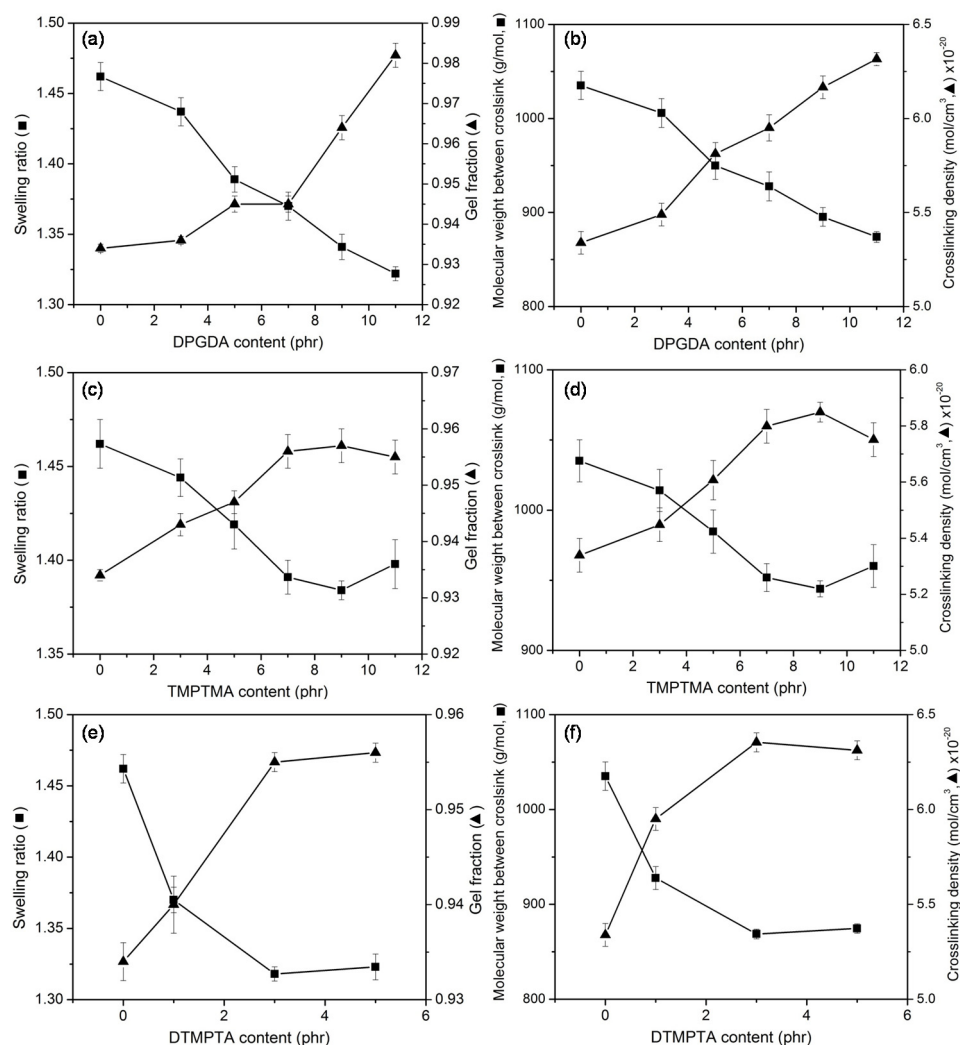 (a)
1.50
1.45
1.40
1.35
1.30
Swelling ratio (■)
0.99
0.98
0.97
0.96
0.95
0.94
0.93
0.92
Gel fraction (▲)
0 2 4 6 8 10 12
DPGDA content (phr)
(b)
1100
1000
900
800
Molecular weight between croslsink (g/mol, ■)
6.5
6.0
5.5
5.0
Crosslinking density (mol/cm³,▲) x10⁻²⁰
0 2 4 6 8 10 12
DPGDA content (phr)
(c)
1.50
1.45
1.40
1.35
Swelling ratio (■)
0.97
0.96
0.95
0.94
0.93
0.92
Gel fraction (▲)
0 2 4 6 8 10 12
TMPTMA content (phr)
(d)
1100
1000
900
Molecular weight between croslsink (g/mol, ■)
6.0
5.8
5.6
5.4
5.2
5.0
Crosslinking density (mol/cm³,▲) x10⁻²⁰
0 2 4 6 8 10 12
TMPTMA content (phr)
(e)
1.50
1.45
1.40
1.35
1.30
Swelling ratio (■)
0.96
0.95
0.94
0.93
Gel fraction (▲)
0 2 4 6
DTMPTA content (phr)
(f)
1100
1000
900
800
Molecular weight between croslsink (g/mol, ■)
6.5
6.0
5.5
5.0
Crosslinking density (mol/cm³,▲) x10⁻²⁰
0 2 4 6
DTMPTA content (phr)